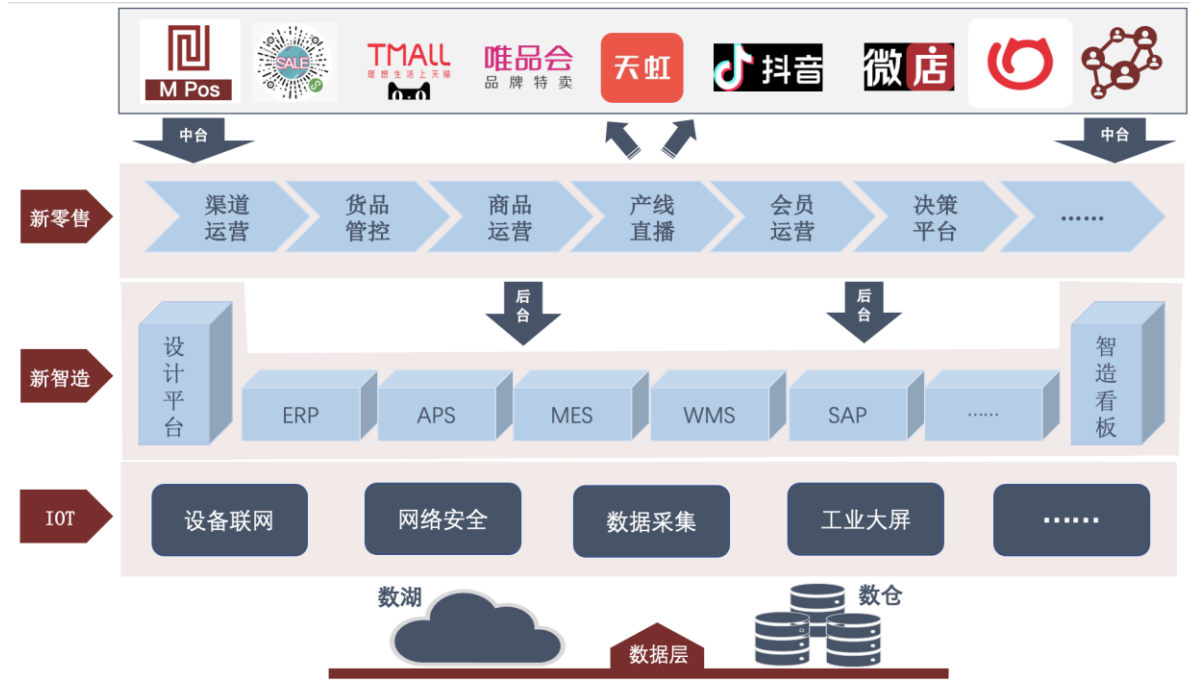 M Pos
SALE
TMALL
理想生活上天猫
唯品会
品牌特卖
天虹
抖音
微店
中台
中台
新零售
渠道
运营
货品
管控
商品
运营
产线
直播
会员
运营
决策
平台
……
后
台
后
台
新智造
设
计
平
台
ERP
APS
MES
WMS
SAP
……
智
造
看
板
IOT
设备联网
网络安全
数据采集
工业大屏
……
数湖
数仓
数据层